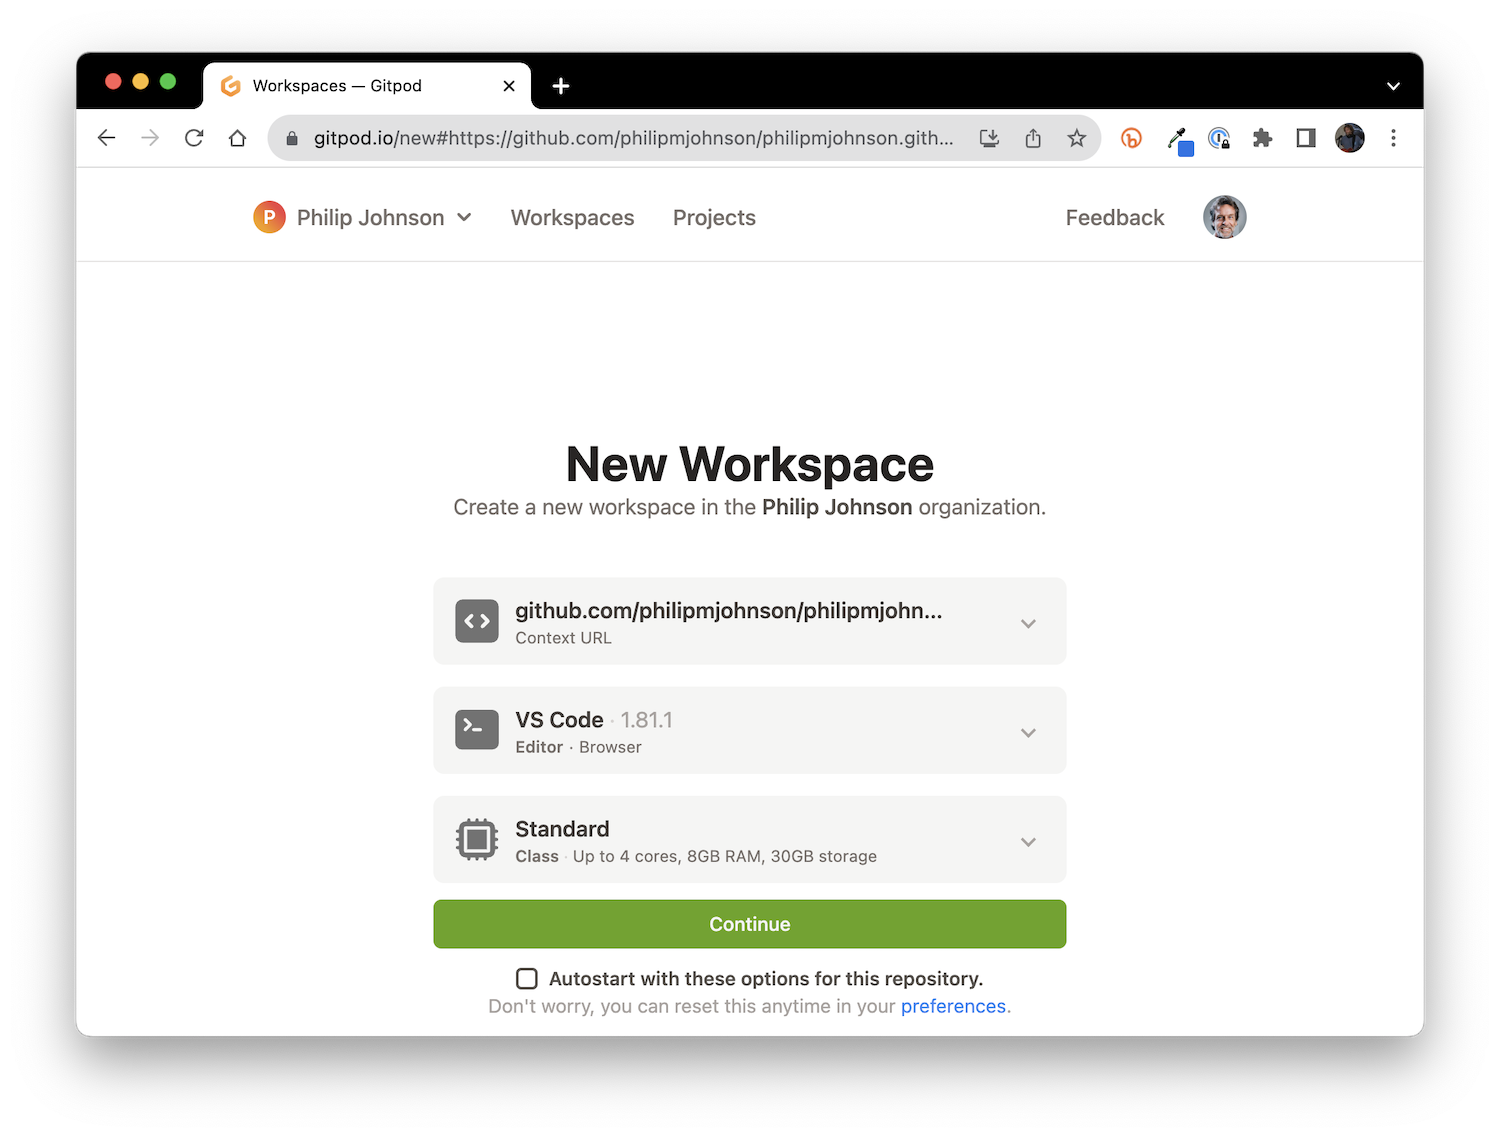 Workspaces — Gitpod
gitpod.io/new#https://github.com/philipmjohnson/philipmjohnson.gith...
P Philip Johnson Workspaces Projects Feedback
New Workspace
Create a new workspace in the Philip Johnson organization.
github.com/philipmjohnson/philipmjohn...
Context URL
VS Code · 1.81.1
Editor · Browser
Standard
Class · Up to 4 cores, 8GB RAM, 30GB storage
Continue
Autostart with these options for this repository.
Don't worry, you can reset this anytime in your preferences.